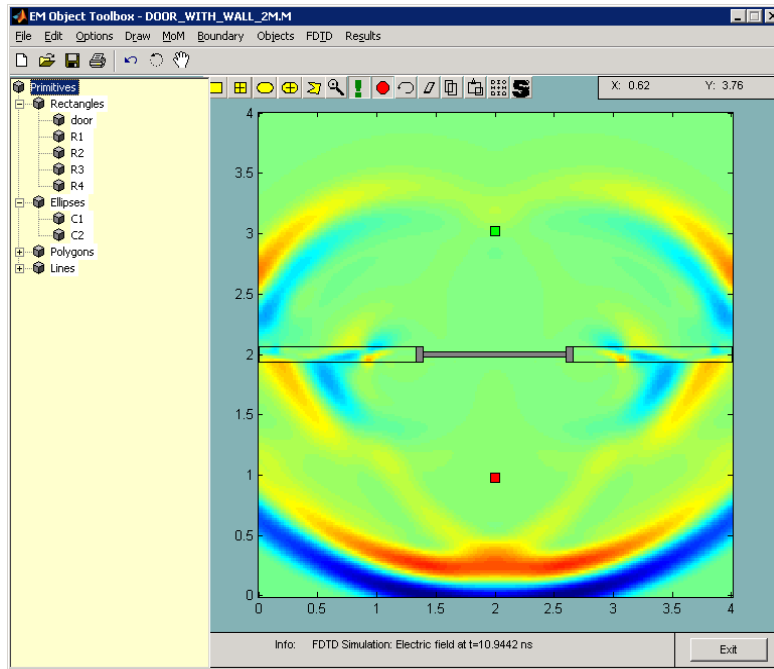 EM Object Toolbox - DOOR_WITH_WALL_2M.M
File Edit Options Draw MoM Boundary Objects FDTD Results
X: 0.62 Y: 3.76
Primitives
Rectangles
door
R1
R2
R3
R4
Ellipses
C1
C2
Polygons
Lines
4
3.5
3
2.5
2
1.5
1
0.5
0
0 0.5 1 1.5 2 2.5 3 3.5 4
Info: FDTD Simulation: Electric field at t=10.9442 ns
Exit